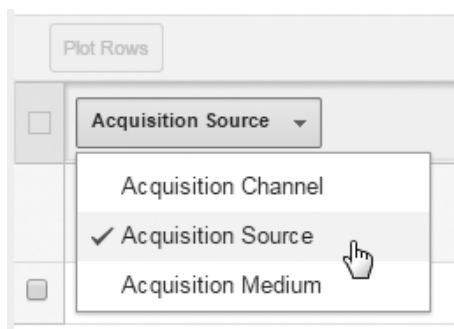 Plot Rows
Acquisition Source
Acquisition Channel
Acquisition Source
Acquisition Medium